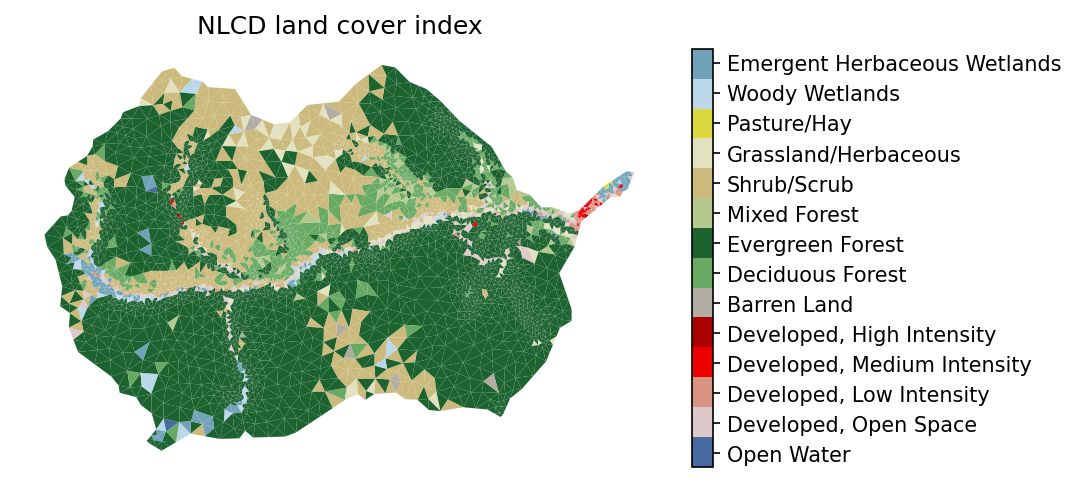 NLCD land cover index
Emergent Herbaceous Wetlands
Woody Wetlands
Pasture/Hay
Grassland/Herbaceous
Shrub/Scrub
Mixed Forest
Evergreen Forest
Deciduous Forest
Barren Land
Developed, High Intensity
Developed, Medium Intensity
Developed, Low Intensity
Developed, Open Space
Open Water